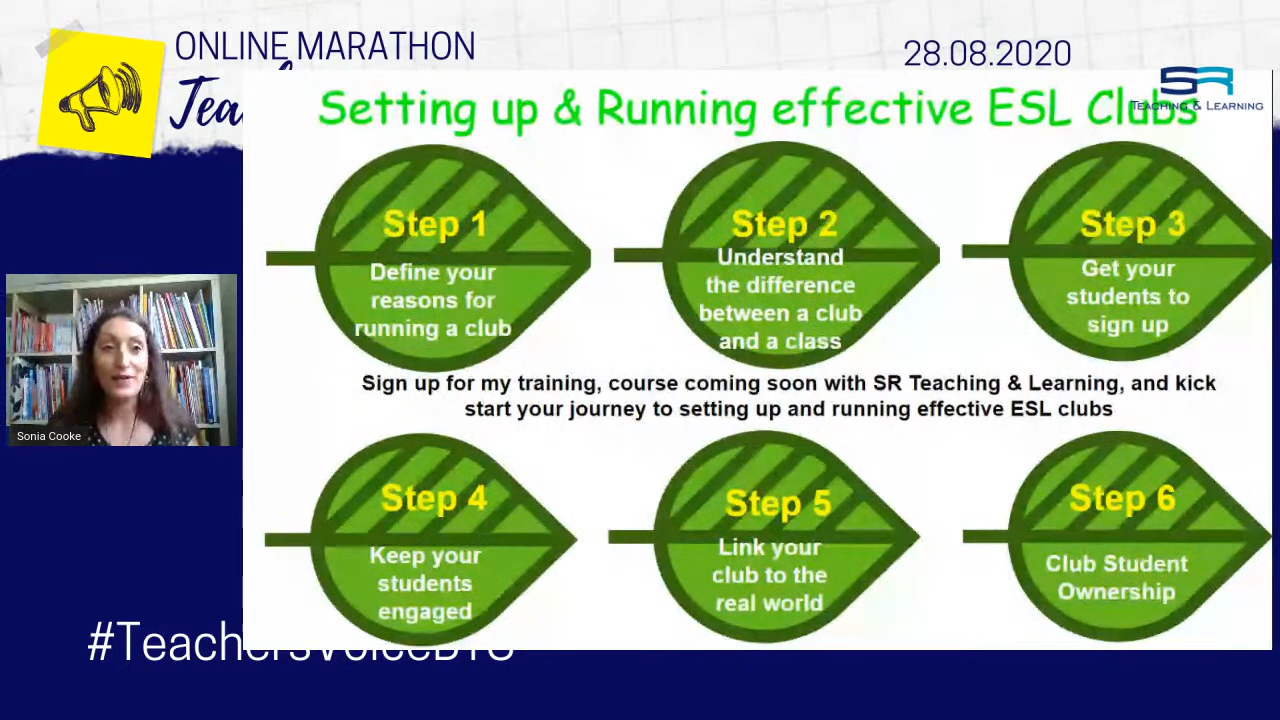 ONLINE MARATHON
28.08.2020
SR
TEACHING & LEARNING
Setting up & Running effective ESL Clubs
Step 1
Define your
reasons for
running a club
Step 2
Understand
the difference
between a club
and a class
Step 3
Get your
students to
sign up
Sign up for my training, course coming soon with SR Teaching & Learning, and kick
start your journey to setting up and running effective ESL clubs
Sonia Cooke
Step 4
Keep your
students
engaged
Step 5
Link your
club to the
real world
Step 6
Club Student
Ownership